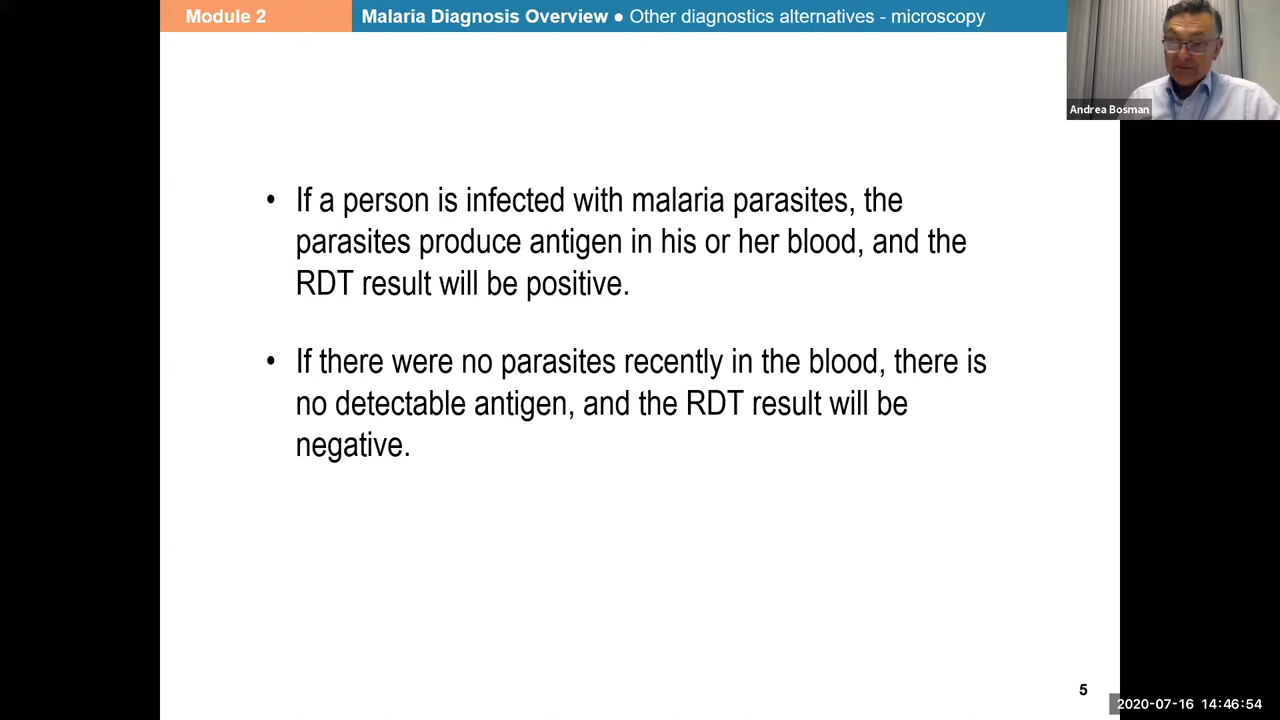 Module 2
Malaria Diagnosis Overview ● Other diagnostics alternatives - microscopy
Andrea Bosman
• If a person is infected with malaria parasites, the
parasites produce antigen in his or her blood, and the
RDT result will be positive.
• If there were no parasites recently in the blood, there is
no detectable antigen, and the RDT result will be
negative.
5
2020-07-16 14:46:54